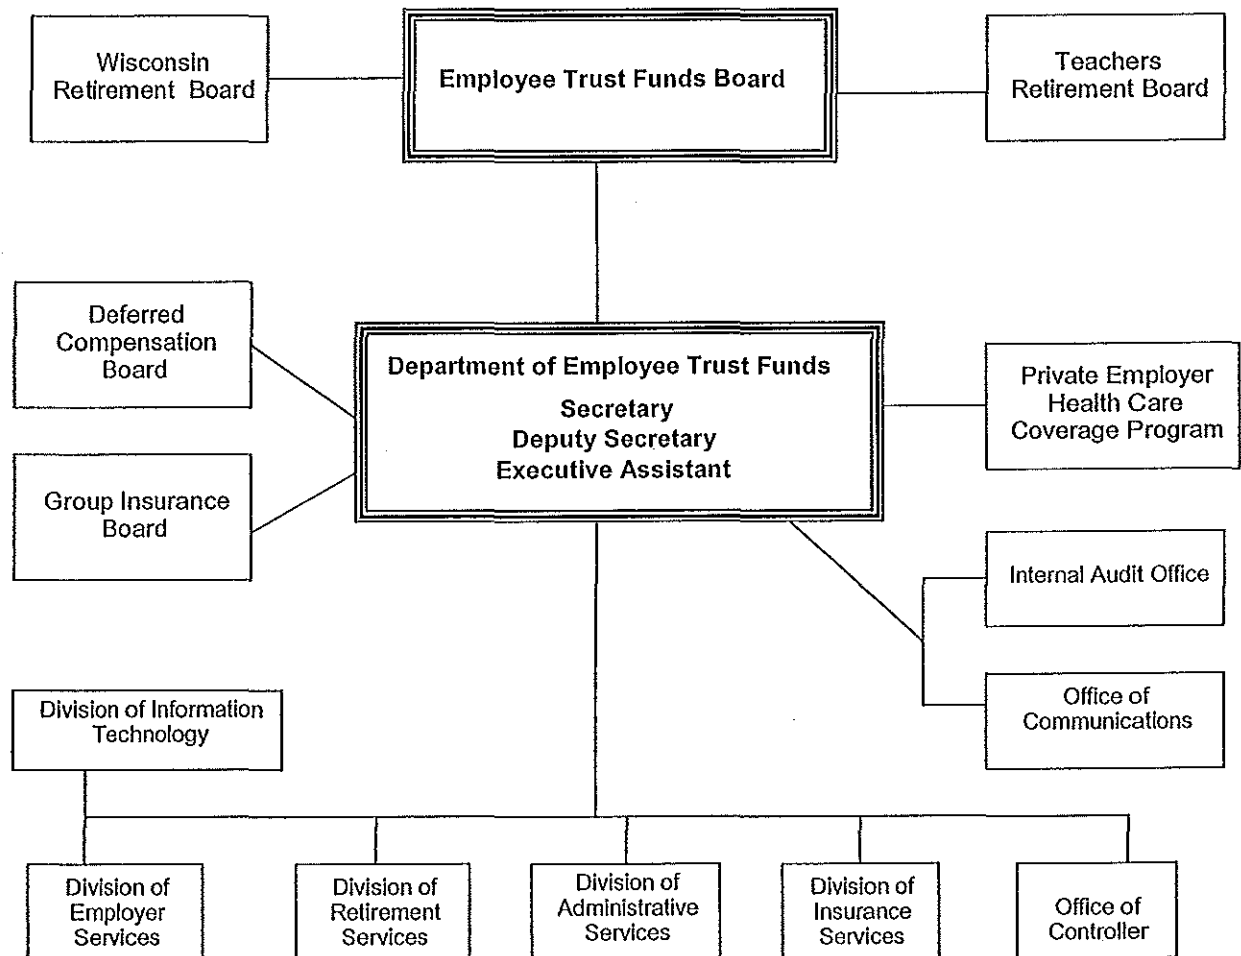 Wisconsin
Retirement Board
Employee Trust Funds Board
Teachers
Retirement Board
Deferred
Compensation
Board
Department of Employee Trust Funds
Secretary
Deputy Secretary
Executive Assistant
Private Employer
Health Care
Coverage Program
Group Insurance
Board
Internal Audit Office
Office of
Communications
Division of Information
Technology
Division of
Employer
Services
Division of
Retirement
Services
Division of
Administrative
Services
Division of
Insurance
Services
Office of
Controller